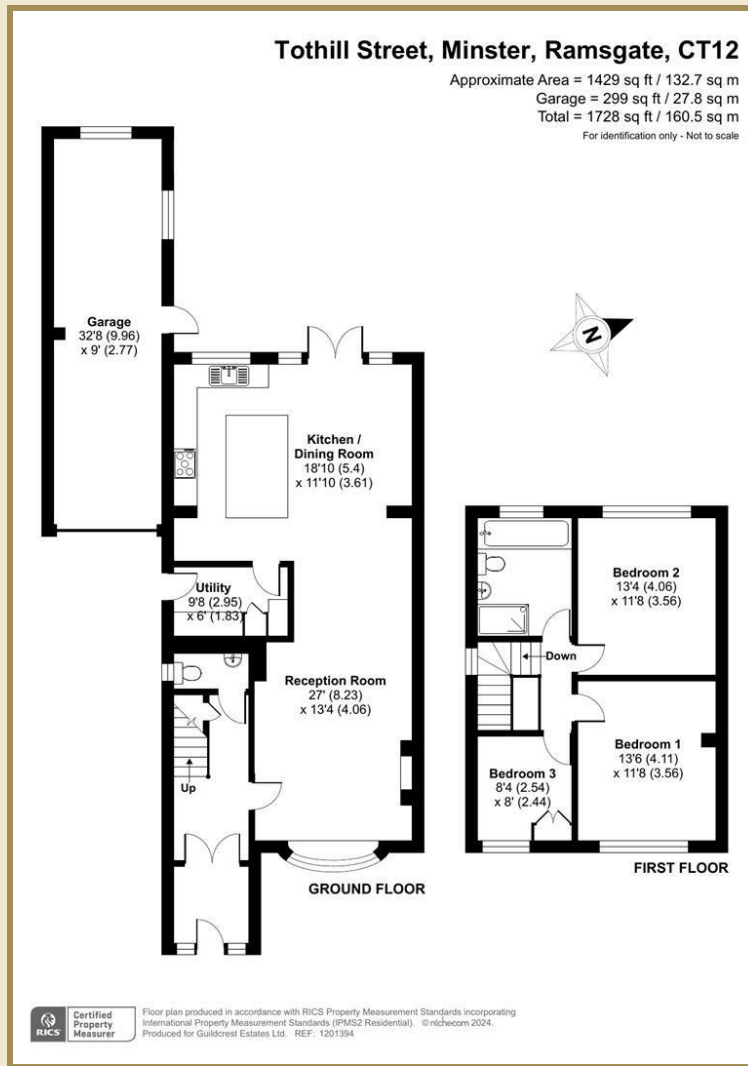 Tothill Street, Minster, Ramsgate, CT12
Approximate Area = 1429 sq ft / 132.7 sq m
Garage = 299 sq ft / 27.8 sq m
Total = 1728 sq ft / 160.5 sq m
For identification only - Not to scale
Garage
32'8 (9.96)
x 9' (2.77)
N
Kitchen /
Dining Room
18'10 (5.4)
x 11'10 (3.61)
Utility
9'8 (2.95)
x 6' (1.83)
Reception Room
27' (8.23)
x 13'4 (4.06)
Up
GROUND FLOOR
Bedroom 2
13'4 (4.06)
x 11'8 (3.56)
Down
Bedroom 1
13'6 (4.11)
x 11'8 (3.56)
Bedroom 3
8'4 (2.54)
x 8' (2.44)
FIRST FLOOR
RICS
Certified
Property
Measurer
Floor plan produced in accordance with RICS Property Measurement Standards incorporating
International Property Measurement Standards (IPMS2 Residential). © nichecom 2024.
Produced for Guildcrest Estates Ltd. REF: 1201394